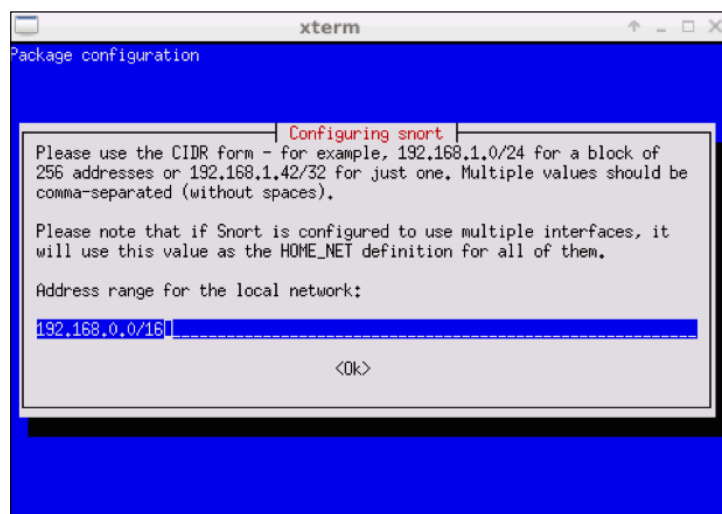 xterm
Package configuration
Configuring snort
Please use the CIDR form - for example, 192.168.1.0/24 for a block of
256 addresses or 192.168.1.42/32 for just one. Multiple values should be
comma-separated (without spaces).
Please note that if Snort is configured to use multiple interfaces, it
will use this value as the HOME_NET definition for all of them.
Address range for the local network:
192.168.0.0/16
<Ok>